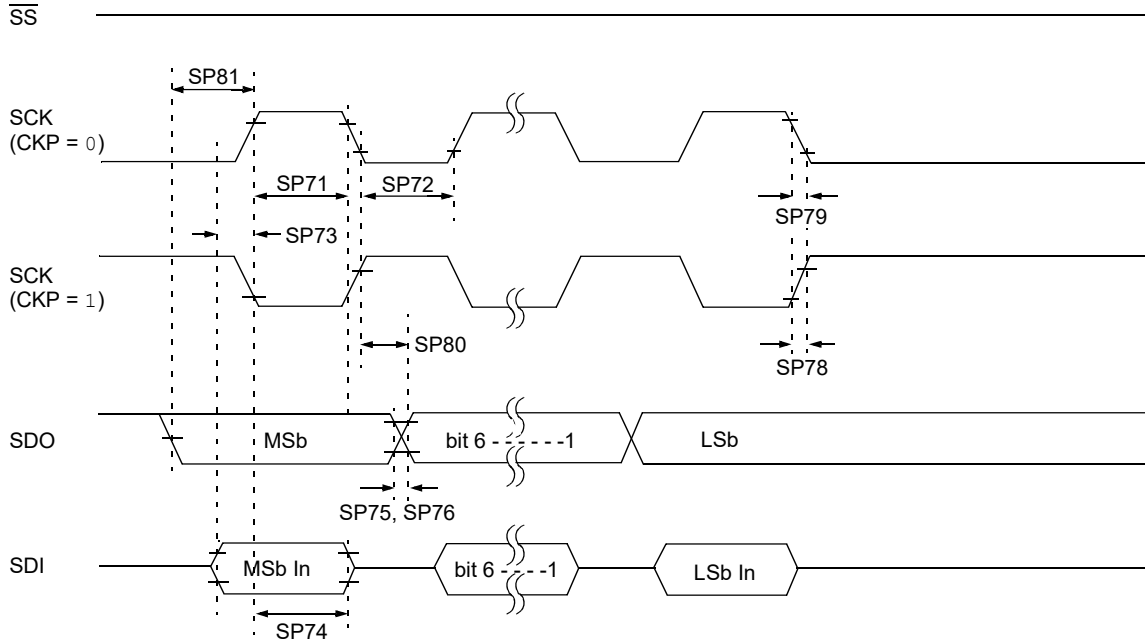 SS
SP81
SCK
(CKP = 0)
SP71
SP72
SP79
SP73
SCK
(CKP = 1)
SP80
SP78
SDO
MSb
bit 6 - - - - - - -1
LSb
SP75, SP76
SDI
MSb In
bit 6 - - - - -1
LSb In
SP74